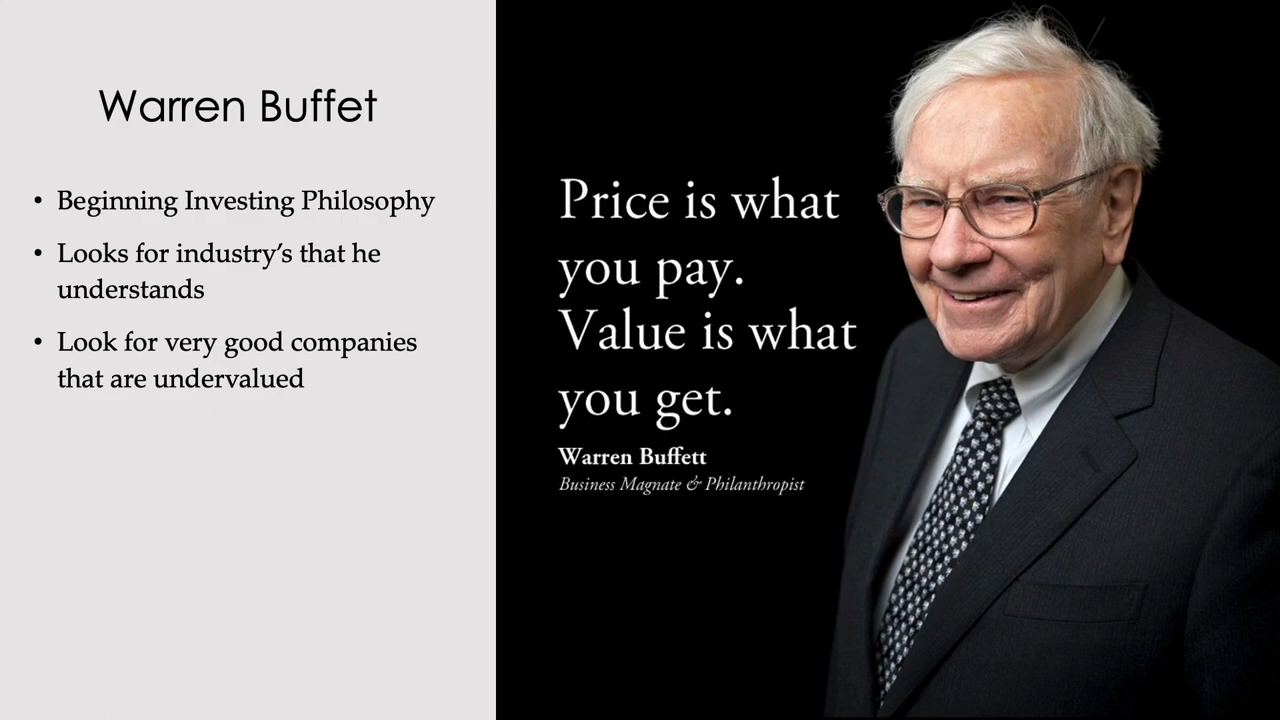 Warren Buffet
• Beginning Investing Philosophy
• Looks for industry's that he
understands
• Look for very good companies
that are undervalued
Price is what
you pay.
Value is what
you get.
Warren Buffett
Business Magnate & Philanthropist